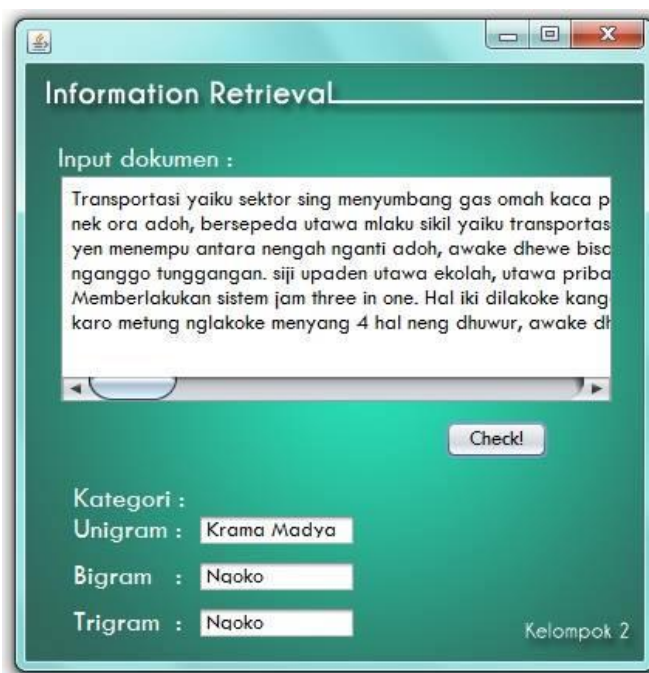 Information Retrieval
Input dokumen :
Transportasi yaiku sektor sing menyumbang gas omah kaca p
nek ora adoh, bersepeda utawa mlaku sikil yaiku transportas
yen menempu antara nengah nganti adoh, awake dhewe bisa
nganggo tunggangan. siji upaden utawa ekolah, utawa priba
Memberlakukan sistem jam three in one. Hal iki dilakoke kang
karo metung nglakoke menyang 4 hal neng dhuwur, awake dh
Check!
Kategori :
Unigram : Krama Madya
Bigram : Ngoko
Trigram : Ngoko
Kelompok 2